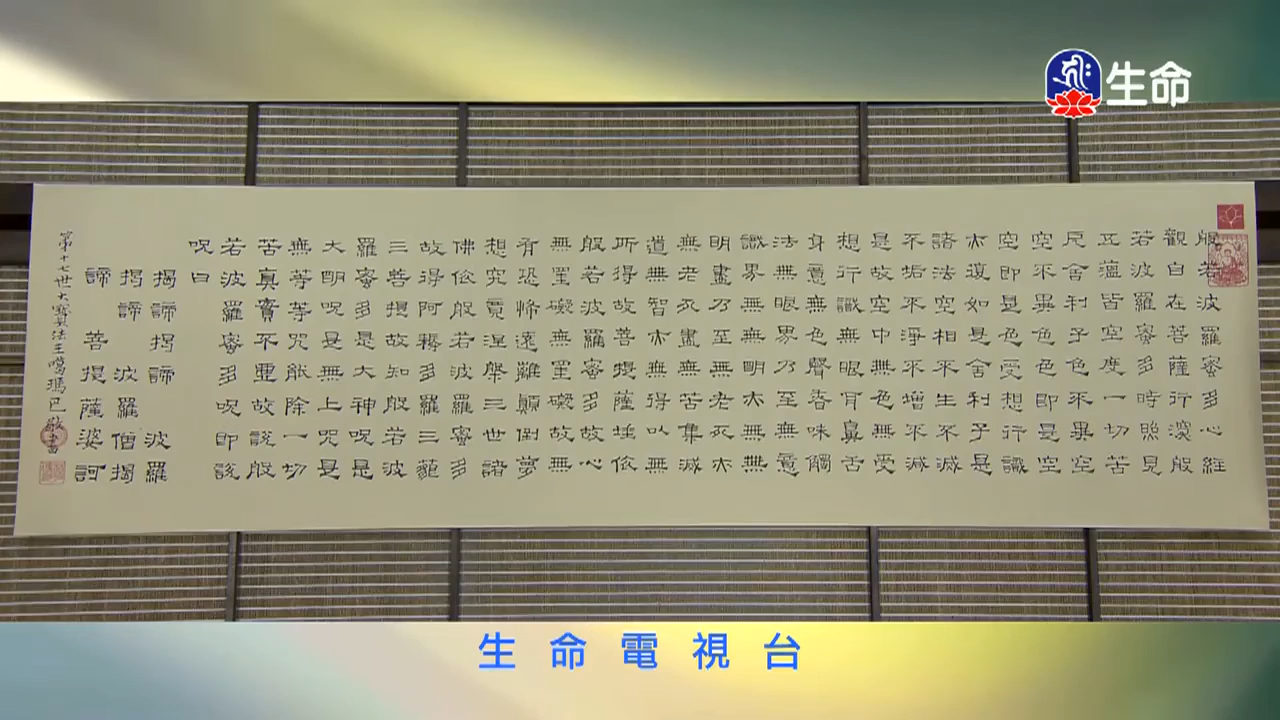 生命
般若波羅蜜多心經
觀自在菩薩行深般
若波羅蜜多時照見
五蘊皆空度一切苦
厄舍利子色不異空
空不異色色即是空
空即是色受想行識
亦復如是舍利子是
諸法空相不生不滅
不垢不淨不增不減
是故空中無色無受
想行識無眼耳鼻舌
身意無色聲香味觸
法無眼界乃至無意
識界無無明亦無無
明盡乃至無老死亦
無老死盡無苦集滅
道無智亦無得以無
所得故菩提薩埵依
般若波羅蜜多故心
無罣礙無罣礙故無
有恐怖遠離顛倒夢
想究竟涅槃三世諸
佛依般若波羅蜜多
故得阿耨多羅三藐
三菩提故知般若波
羅蜜多是大神呪是
大明呪是無上咒是
無等等咒能除一切
苦真實不虛故說般
若波羅蜜多呪即說
呪曰
揭諦揭諦 波羅
揭諦 波羅僧揭
諦 菩提薩婆訶
第十七世大寶法王噶瑪巴敬書
生命電視台